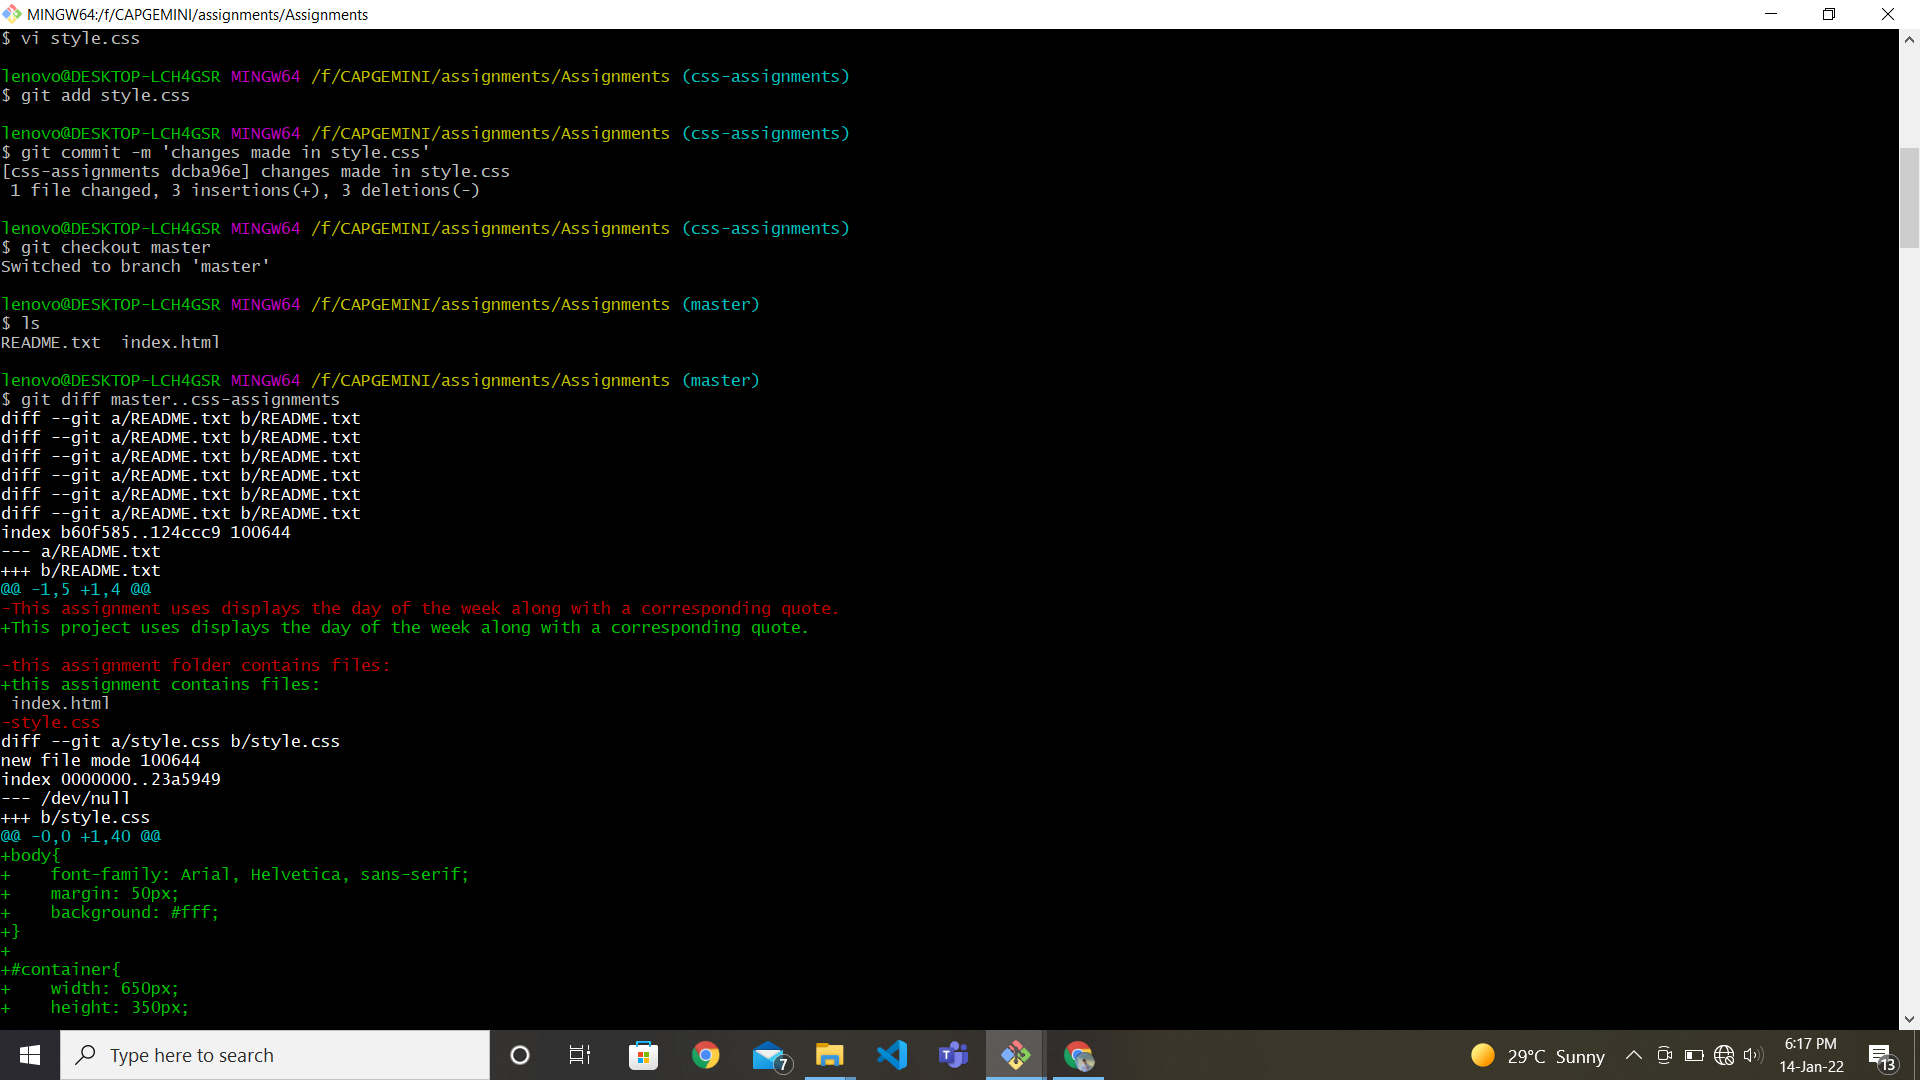 MINGW64:/f/CAPGEMINI/assignments/Assignments
$ vi style.css
lenovo@DESKTOP-LCH4GSR MINGW64 /f/CAPGEMINI/assignments/Assignments (css-assignments)
$ git add style.css
lenovo@DESKTOP-LCH4GSR MINGW64 /f/CAPGEMINI/assignments/Assignments (css-assignments)
$ git commit -m 'changes made in style.css'
[css-assignments dcba96e] changes made in style.css
 1 file changed, 3 insertions(+), 3 deletions(-)
lenovo@DESKTOP-LCH4GSR MINGW64 /f/CAPGEMINI/assignments/Assignments (css-assignments)
$ git checkout master
Switched to branch 'master'
lenovo@DESKTOP-LCH4GSR MINGW64 /f/CAPGEMINI/assignments/Assignments (master)
$ ls
README.txt  index.html
lenovo@DESKTOP-LCH4GSR MINGW64 /f/CAPGEMINI/assignments/Assignments (master)
$ git diff master..css-assignments
diff --git a/README.txt b/README.txt
diff --git a/README.txt b/README.txt
diff --git a/README.txt b/README.txt
diff --git a/README.txt b/README.txt
diff --git a/README.txt b/README.txt
diff --git a/README.txt b/README.txt
index b60f585..124ccc9 100644
--- a/README.txt
+++ b/README.txt
@@ -1,5 +1,4 @@
-This assignment uses displays the day of the week along with a corresponding quote.
+This project uses displays the day of the week along with a corresponding quote.
-this assignment folder contains files:
+this assignment contains files:
 index.html
-style.css
diff --git a/style.css b/style.css
new file mode 100644
index 0000000..23a5949
--- /dev/null
+++ b/style.css
@@ -0,0 +1,40 @@
+body{
+    font-family: Arial, Helvetica, sans-serif;
+    margin: 50px;
+    background: #fff;
+}
+
+#container{
+    width: 650px;
+    height: 350px;
Type here to search
7
29°C Sunny
6:17 PM
14-Jan-22
13